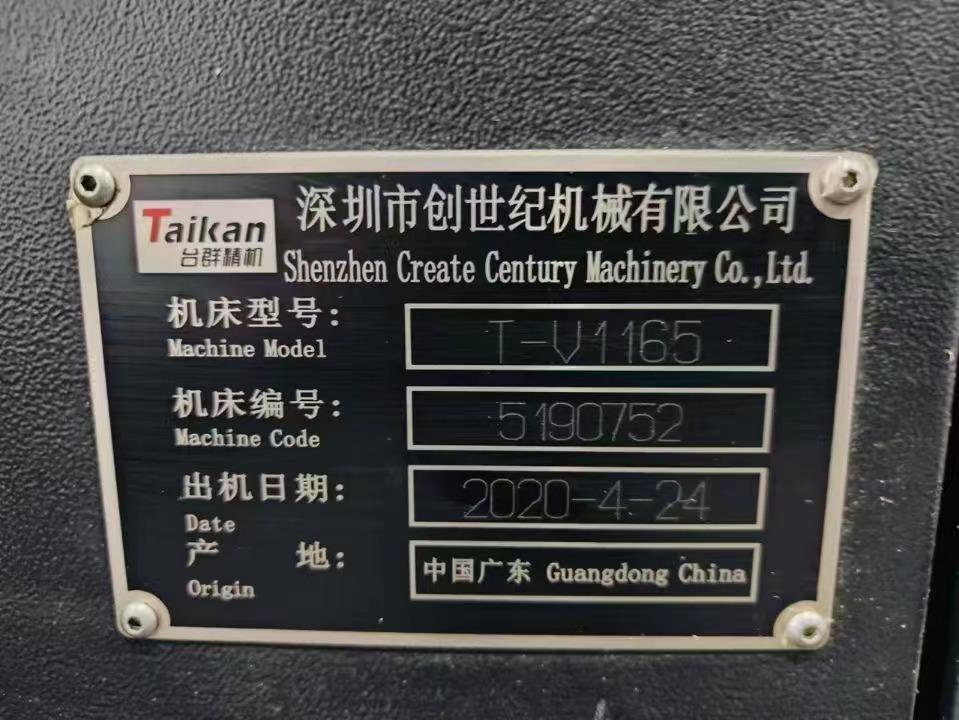 Taikan
台群精机
深圳市创世纪机械有限公司
Shenzhen Create Century Machinery Co.,Ltd.
机床型号: T-V1165
Machine Model
机床编号: 5190752
Machine Code
出机日期: 2020-4-24
Date
产 地: 中国广东 Guangdong China
Origin